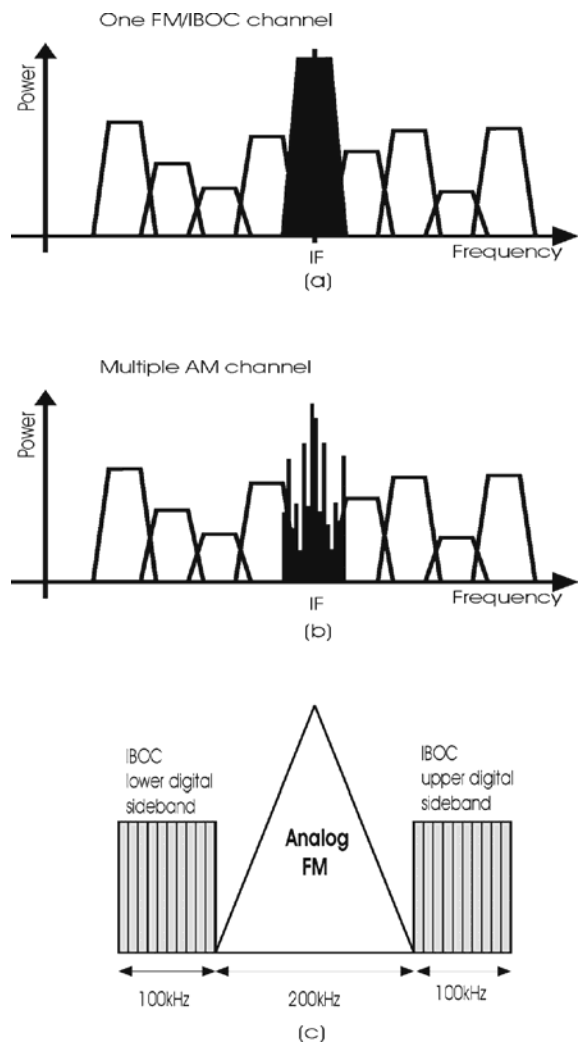 One FM/IBOC channel
Power
IF
Frequency
(a)
Multiple AM channel
Power
IF
Frequency
(b)
IBOC
lower digital
sideband
Analog
FM
IBOC
upper digital
sideband
100kHz
200kHz
100kHz
(c)